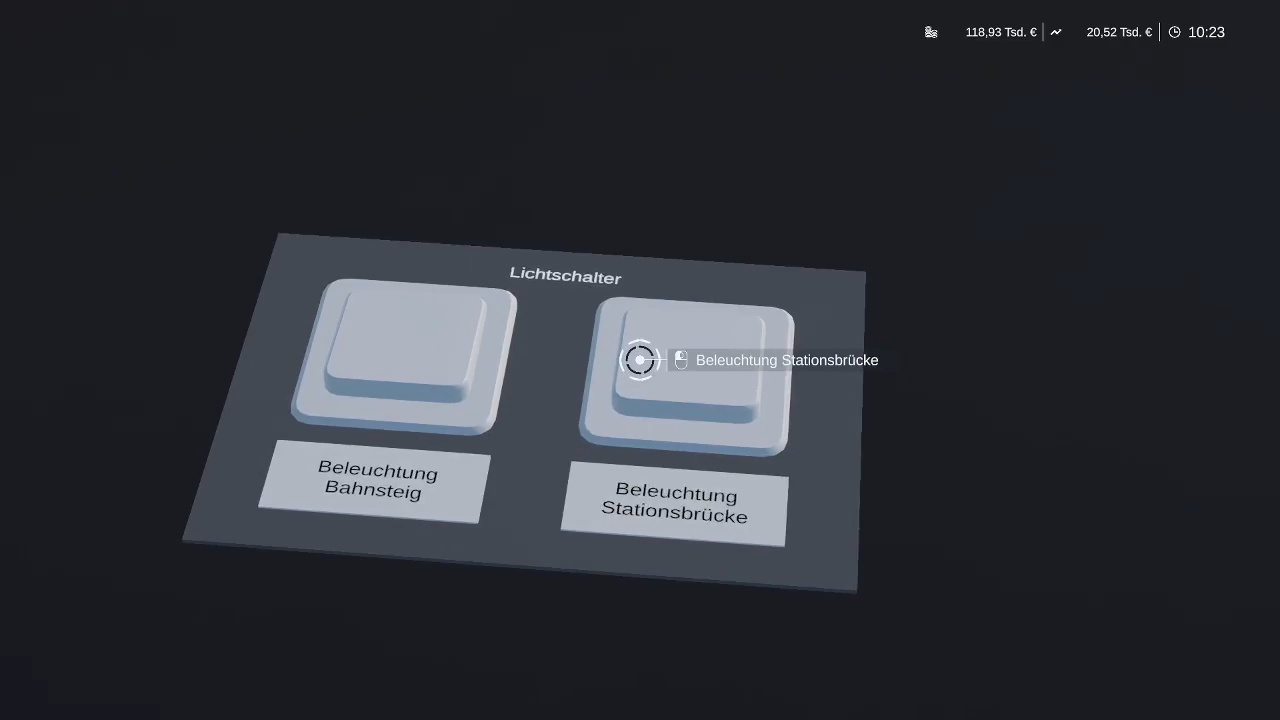 118,93 Tsd. € 20,52 Tsd. € 10:23
Lichtschalter
Beleuchtung Stationsbrücke
Beleuchtung
Bahnsteig
Beleuchtung
Stationsbrücke